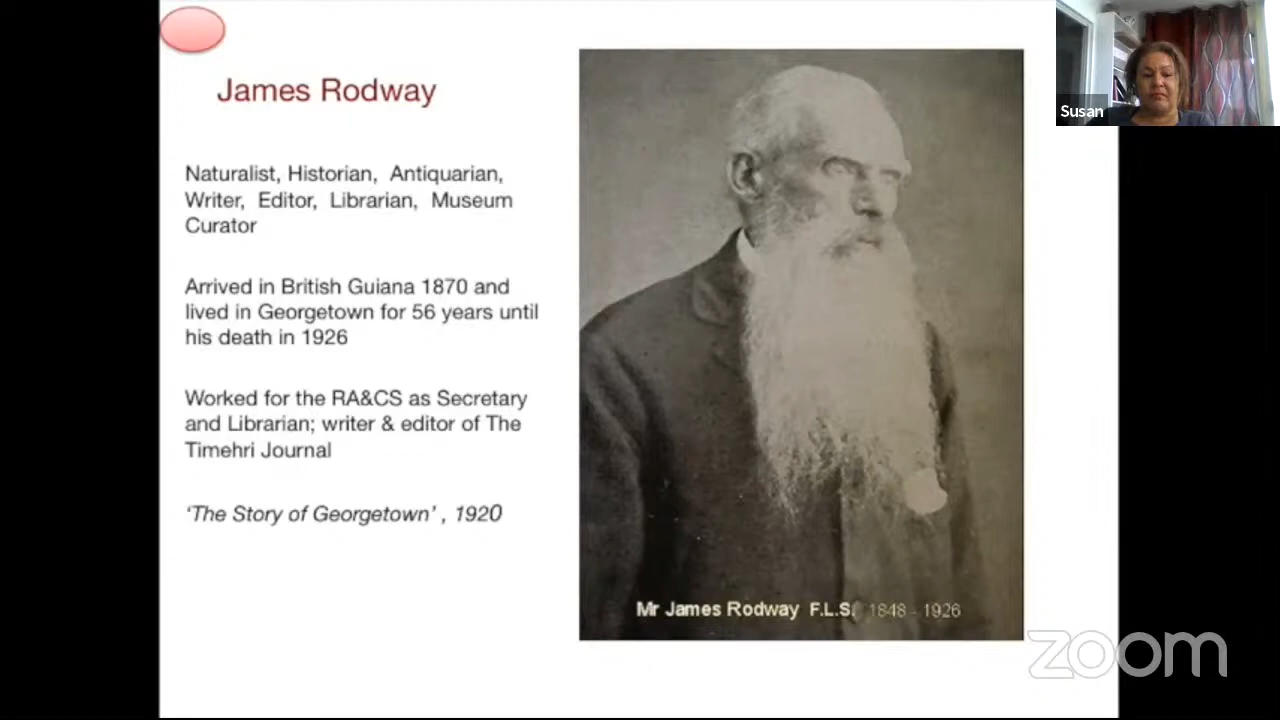 James Rodway
Naturalist, Historian, Antiquarian,
Writer, Editor, Librarian, Museum
Curator
Arrived in British Guiana 1870 and
lived in Georgetown for 56 years until
his death in 1926
Worked for the RA&CS as Secretary
and Librarian; writer & editor of The
Timehri Journal
‘The Story of Georgetown’ , 1920
Mr James Rodway F.L.S. 1848 - 1926
Susan
zoom